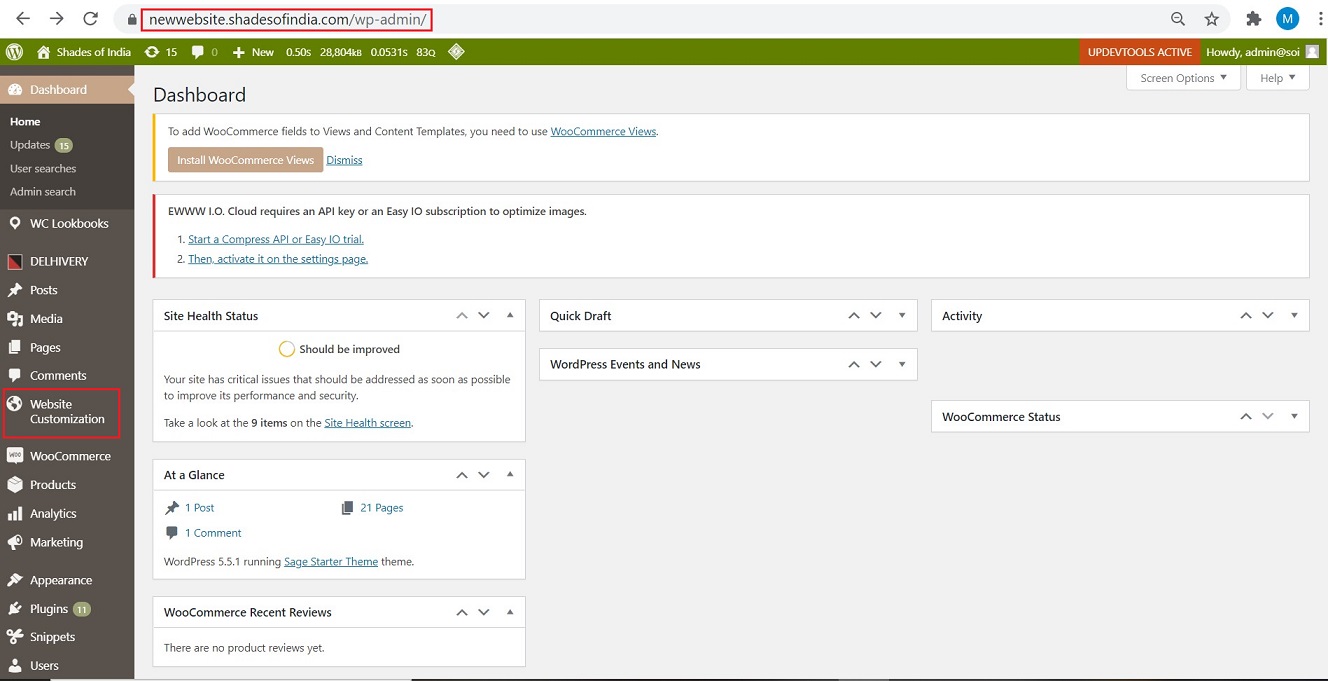 newwebsite.shadesofindia.com/wp-admin/
M
Shades of India 15 0 New 0.50s 28,804KB 0.0531s 83Q UPDEVTOOLS ACTIVE Howdy, admin@soi
Screen Options Help
Dashboard
Home
Updates 15
User searches
Admin search
WC Lookbooks
DELHIVERY
Posts
Media
Pages
Comments
Website
Customization
WooCommerce
Products
Analytics
Marketing
Appearance
Plugins 11
Snippets
Users
Dashboard
To add WooCommerce fields to Views and Content Templates, you need to use WooCommerce Views.
Install WooCommerce Views Dismiss
EWWW I.O. Cloud requires an API key or an Easy IO subscription to optimize images.
1. Start a Compress API or Easy IO trial.
2. Then, activate it on the settings page.
Site Health Status
Should be improved
Your site has critical issues that should be addressed as soon as possible
to improve its performance and security.
Take a look at the 9 items on the Site Health screen.
At a Glance
1 Post 21 Pages
1 Comment
WordPress 5.5.1 running Sage Starter Theme theme.
WooCommerce Recent Reviews
There are no product reviews yet.
Quick Draft
WordPress Events and News
Activity
WooCommerce Status